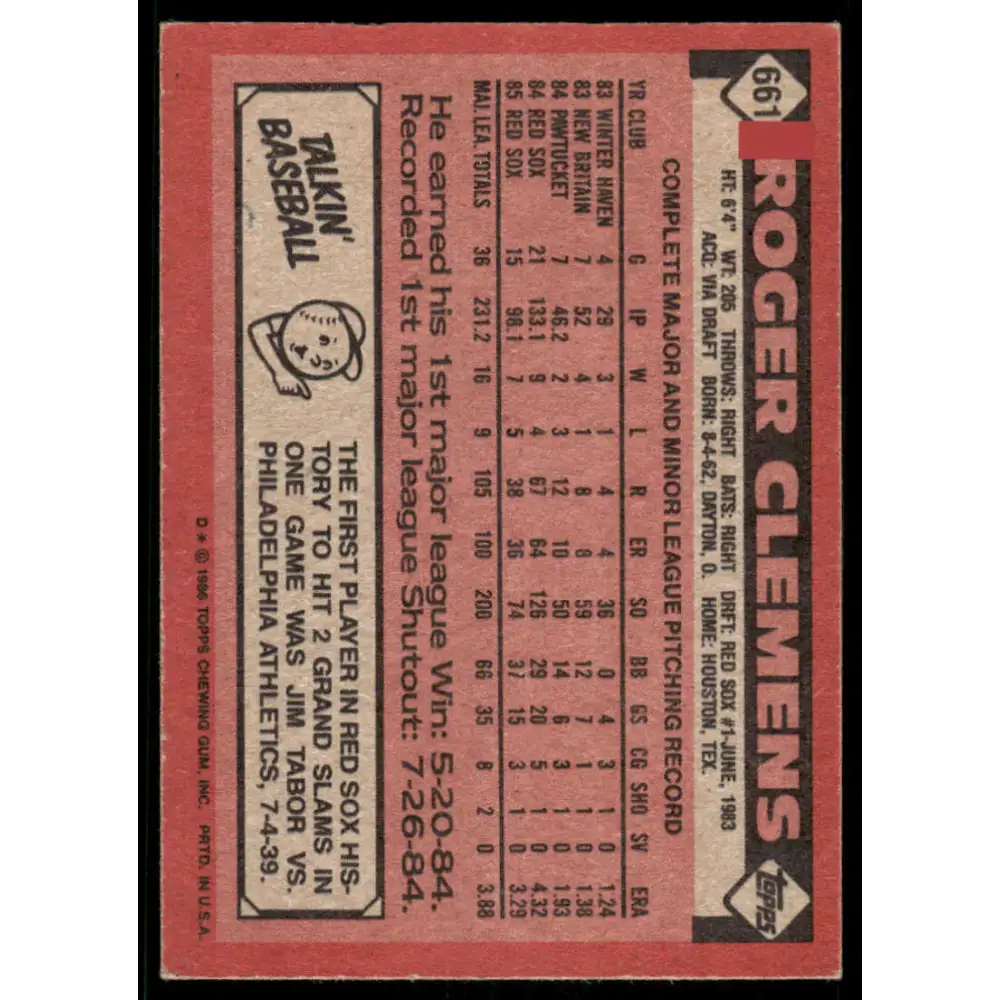 661
ROGER CLEMENS
topps
HT: 6'4" WT: 205 THROWS: RIGHT BATS: RIGHT DRFT: RED SOX #1-JUNE, 1983
ACQ: VIA DRAFT BORN: 8-4-62, DAYTON, O. HOME: HOUSTON, TEX.
COMPLETE MAJOR AND MINOR LEAGUE PITCHING RECORD
YR CLUB G IP W L R ER SO BB GS CG SHO SV ERA
83 WINTER HAVEN 4 29 3 1 4 4 36 0 4 3 1 0 1.24
83 NEW BRITAIN 7 52 4 1 8 8 59 12 7 1 1 0 1.38
84 PAWTUCKET 7 46.2 2 3 12 10 50 14 6 3 1 0 1.93
84 RED SOX 21 133.1 9 4 67 64 126 29 20 5 1 0 4.32
85 RED SOX 15 98.1 7 5 38 36 74 37 15 3 1 0 3.29
MAJ. LEA. TOTALS 36 231.2 16 9 105 100 200 66 35 8 2 0 3.88
He earned his 1st major league Win: 5-20-84.
Recorded 1st major league Shutout: 7-26-84.
TALKIN'
BASEBALL
THE FIRST PLAYER IN RED SOX HIS-
TORY TO HIT 2 GRAND SLAMS IN
ONE GAME WAS JIM TABOR VS.
PHILADELPHIA ATHLETICS, 7-4-39.
D * © 1986 TOPPS CHEWING GUM, INC. PRTD. IN U.S.A.